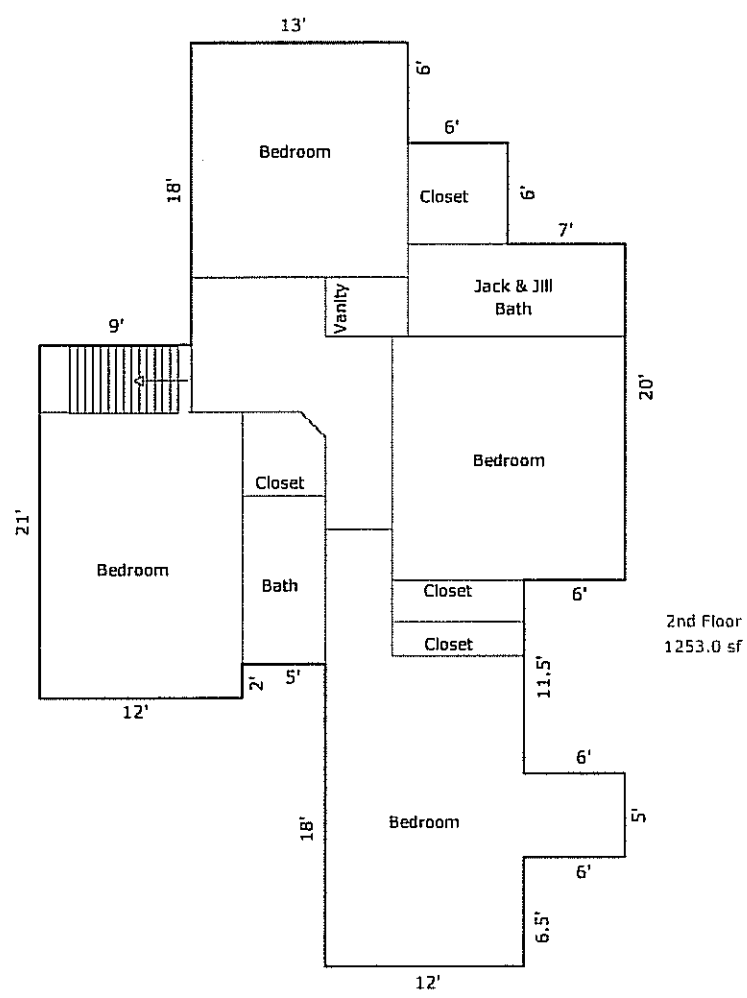 13'
6'
Bedroom
6'
18'
Closet
6'
7'
Jack & Jill
Bath
Vanity
9'
20'
Bedroom
Closet
21'
Bedroom
Bath
Closet
6'
2nd Floor
1253.0 sf
Closet
2'
5'
11.5'
12'
6'
18'
Bedroom
5'
6'
6.5'
12'